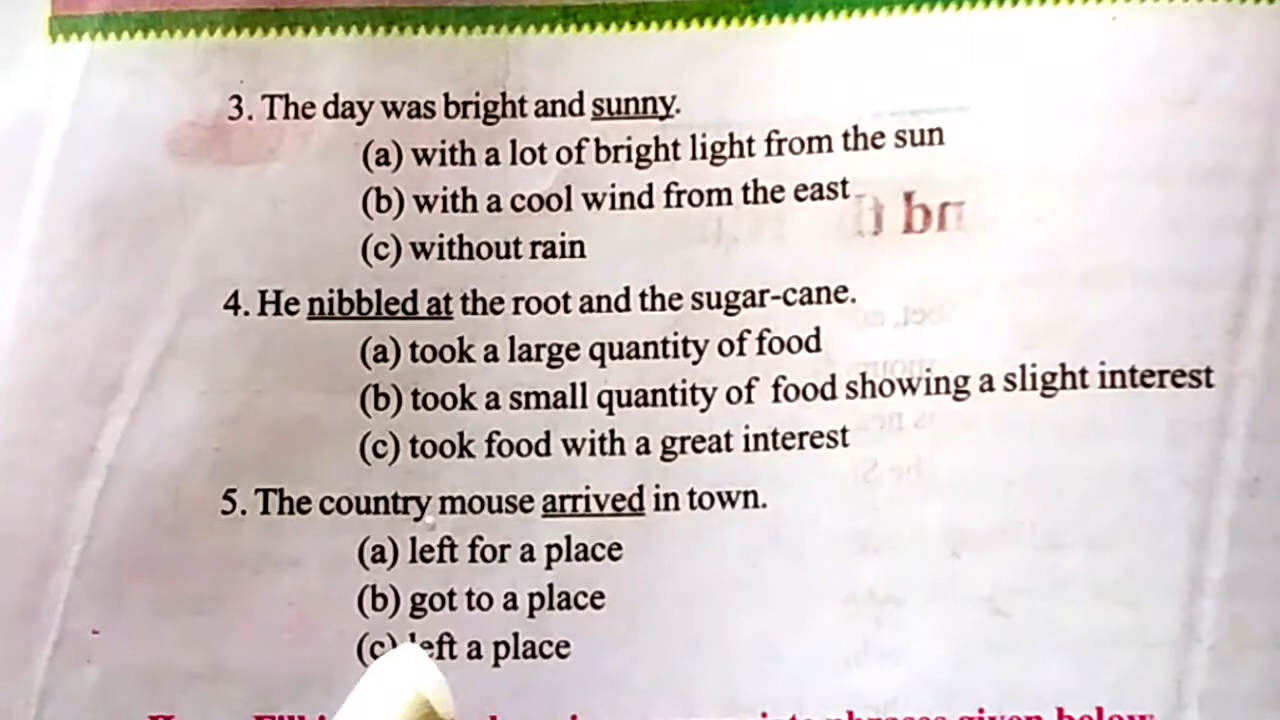 3. The day was bright and sunny.
(a) with a lot of bright light from the sun
(b) with a cool wind from the east
(c) without rain
4. He nibbled at the root and the sugar-cane.
(a) took a large quantity of food
(b) took a small quantity of food showing a slight interest
(c) took food with a great interest
5. The country mouse arrived in town.
(a) left for a place
(b) got to a place
(c) left a place
phrases given below